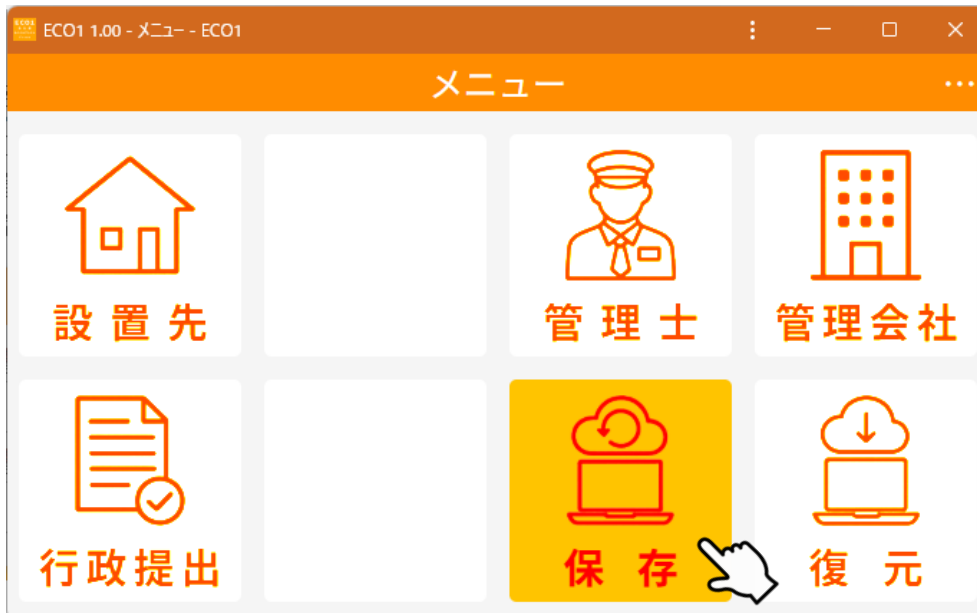 ECO1 1.00 - メニュー - ECO1
メニュー
設置先
管理士
管理会社
行政提出
保存
復元